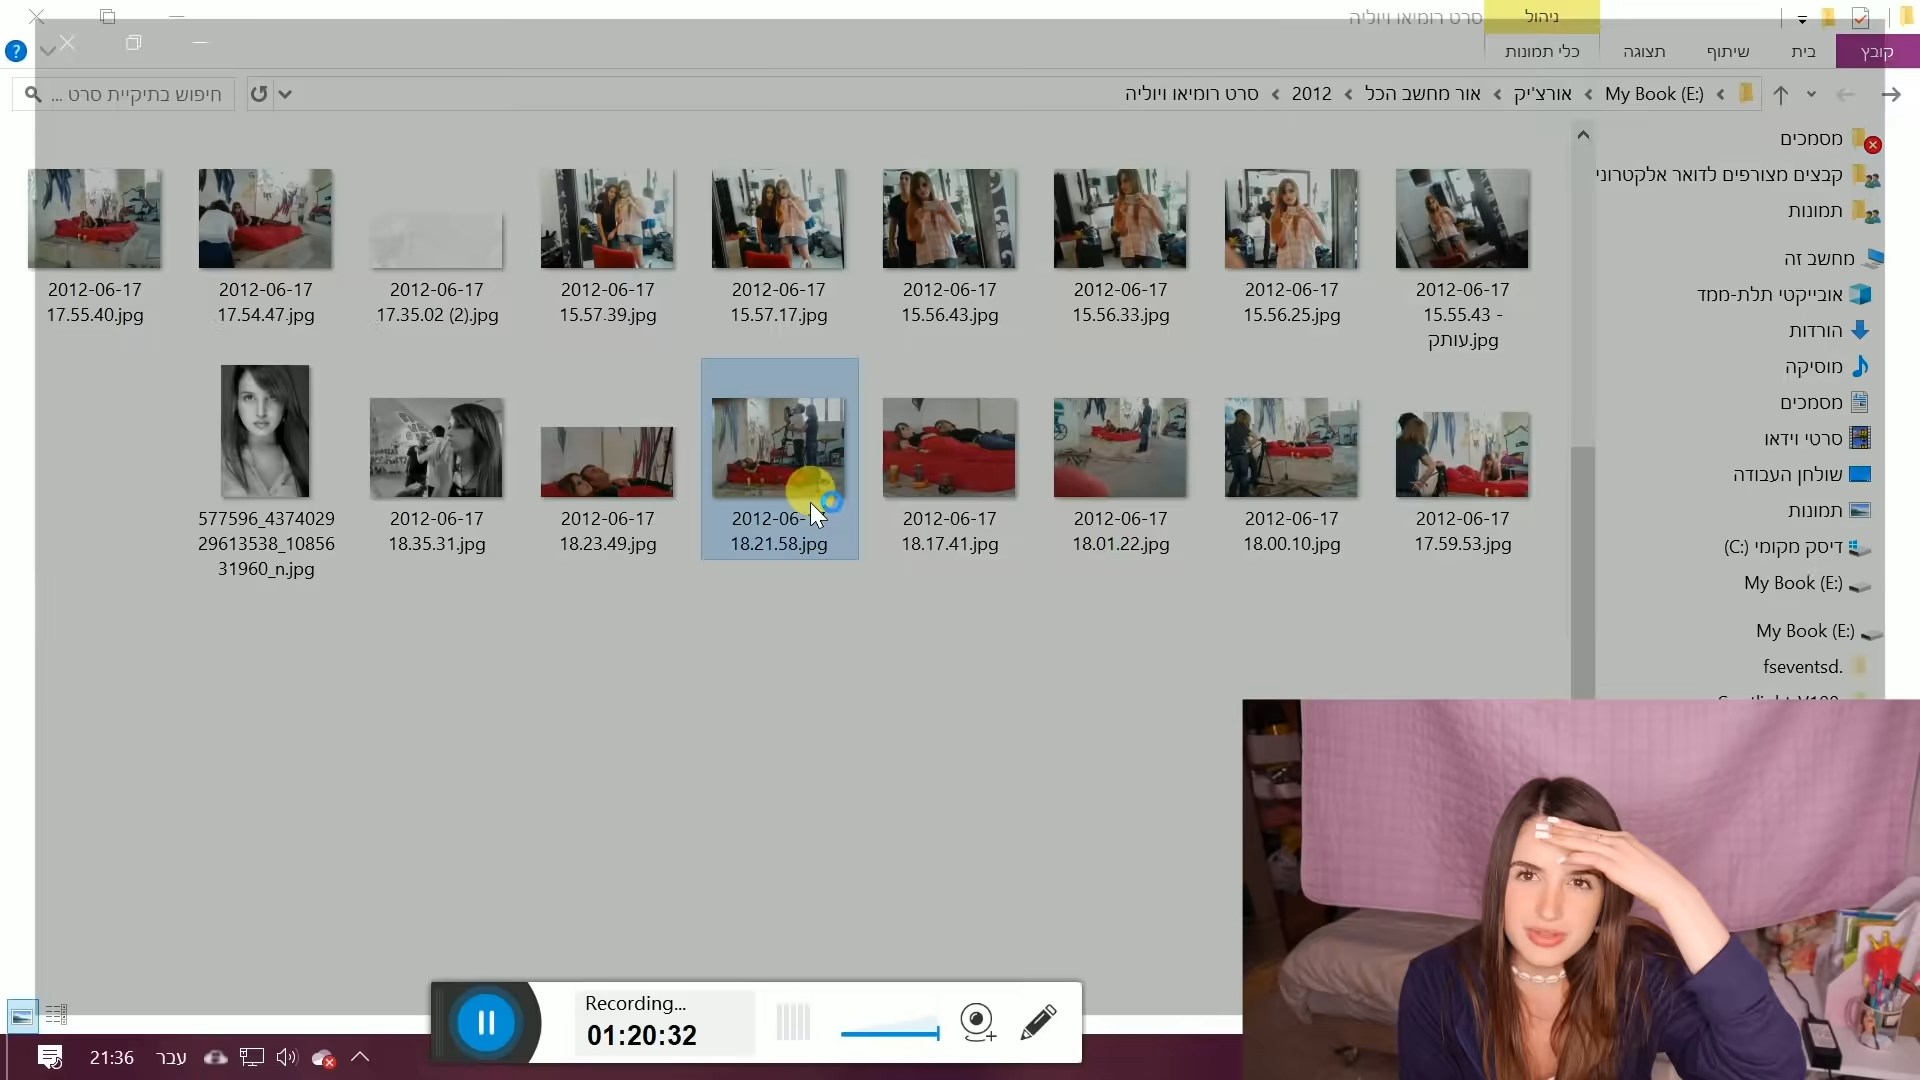 סרט רומיאו ויוליה
ניהול
קובץ
בית
שיתוף
תצוגה
כלי תמונות
My Book (E:)
אורצ'יק
אור מחשב הכל
2012
סרט רומיאו ויוליה
חיפוש בתיקיית סרט ...
2012-06-17
15.55.43 -
עותק.jpg
2012-06-17
15.56.25.jpg
2012-06-17
15.56.33.jpg
2012-06-17
15.56.43.jpg
2012-06-17
15.57.17.jpg
2012-06-17
15.57.39.jpg
2012-06-17
17.35.02 (2).jpg
2012-06-17
17.54.47.jpg
2012-06-17
17.55.40.jpg
2012-06-17
17.59.53.jpg
2012-06-17
18.00.10.jpg
2012-06-17
18.01.22.jpg
2012-06-17
18.17.41.jpg
2012-06-
18.21.58.jpg
2012-06-17
18.23.49.jpg
2012-06-17
18.35.31.jpg
577596_4374029
29613538_10856
31960_n.jpg
מסמכים
קבצים מצורפים לדואר אלקטרוני
תמונות
מחשב זה
אובייקטי תלת-ממד
הורדות
מוסיקה
מסמכים
סרטי וידאו
שולחן העבודה
תמונות
דיסק מקומי (C:)
My Book (E:)
My Book (E:)
.fseventsd
Recording...
01:20:32
עבר
21:36